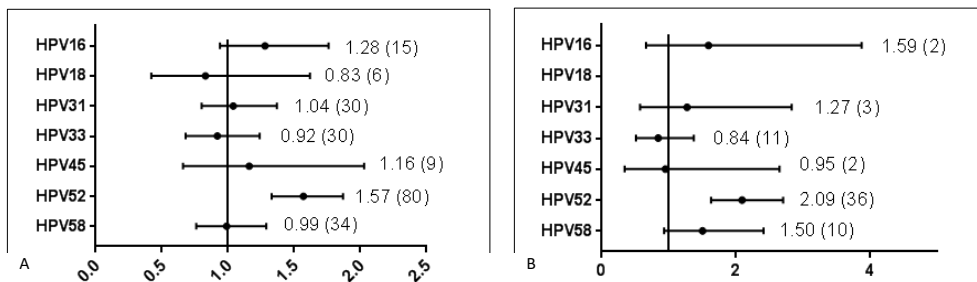 HPV16
1.28 (15)
HPV18
0.83 (6)
HPV31
1.04 (30)
HPV33
0.92 (30)
HPV45
1.16 (9)
HPV52
1.57 (80)
HPV58
0.99 (34)
A
0.0
0.5
1.0
1.5
2.0
2.5
HPV16
1.59 (2)
HPV18
HPV31
1.27 (3)
HPV33
0.84 (11)
HPV45
0.95 (2)
HPV52
2.09 (36)
HPV58
1.50 (10)
B
0
2
4